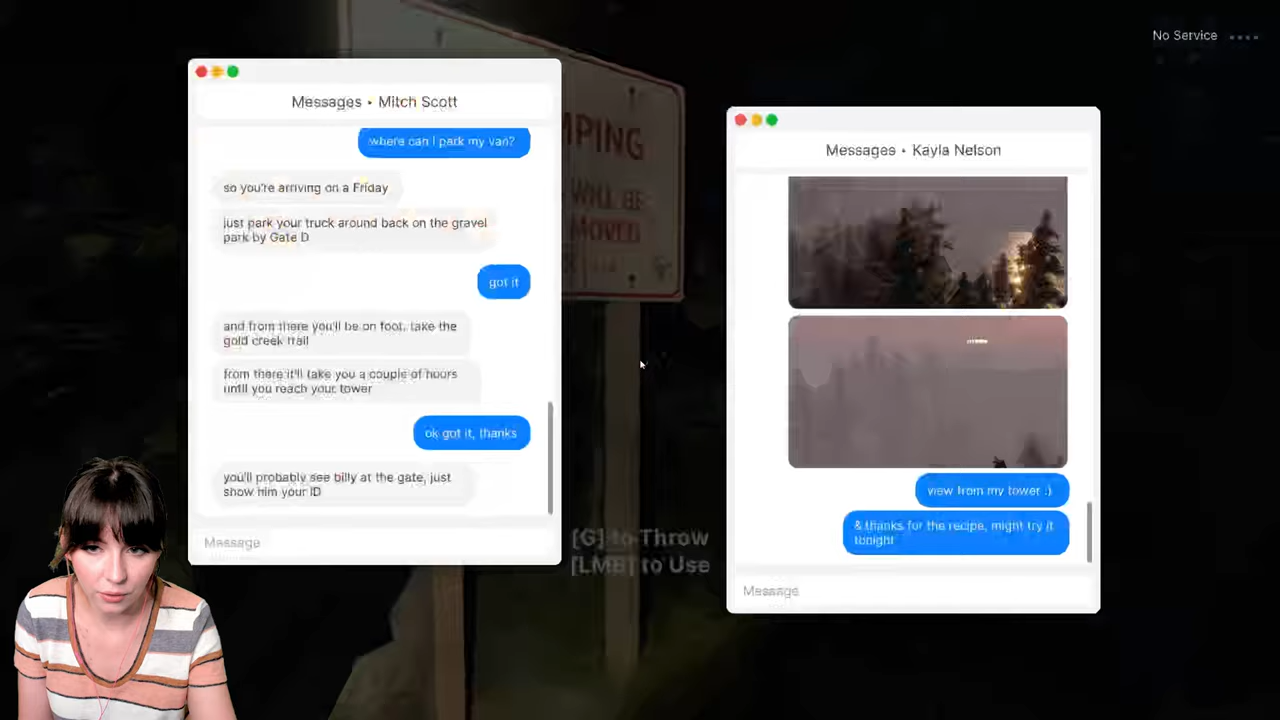 No Service
Messages • Mitch Scott
where can I park my van?
so you're arriving on a Friday
just park your truck around back on the gravel
park by Gate D
got it
and from there you'll be on foot, take the
gold creek trail
from there it'll take you a couple of hours
until you reach your tower
ok got it, thanks
you'll probably see billy at the gate, just
show him your ID
Message
Messages • Kayla Nelson
view from my tower :)
& thanks for the recipe, might try it
tonight
Message
MPING
WILL BE
MOVED
[G] to Throw
[LMB] to Use